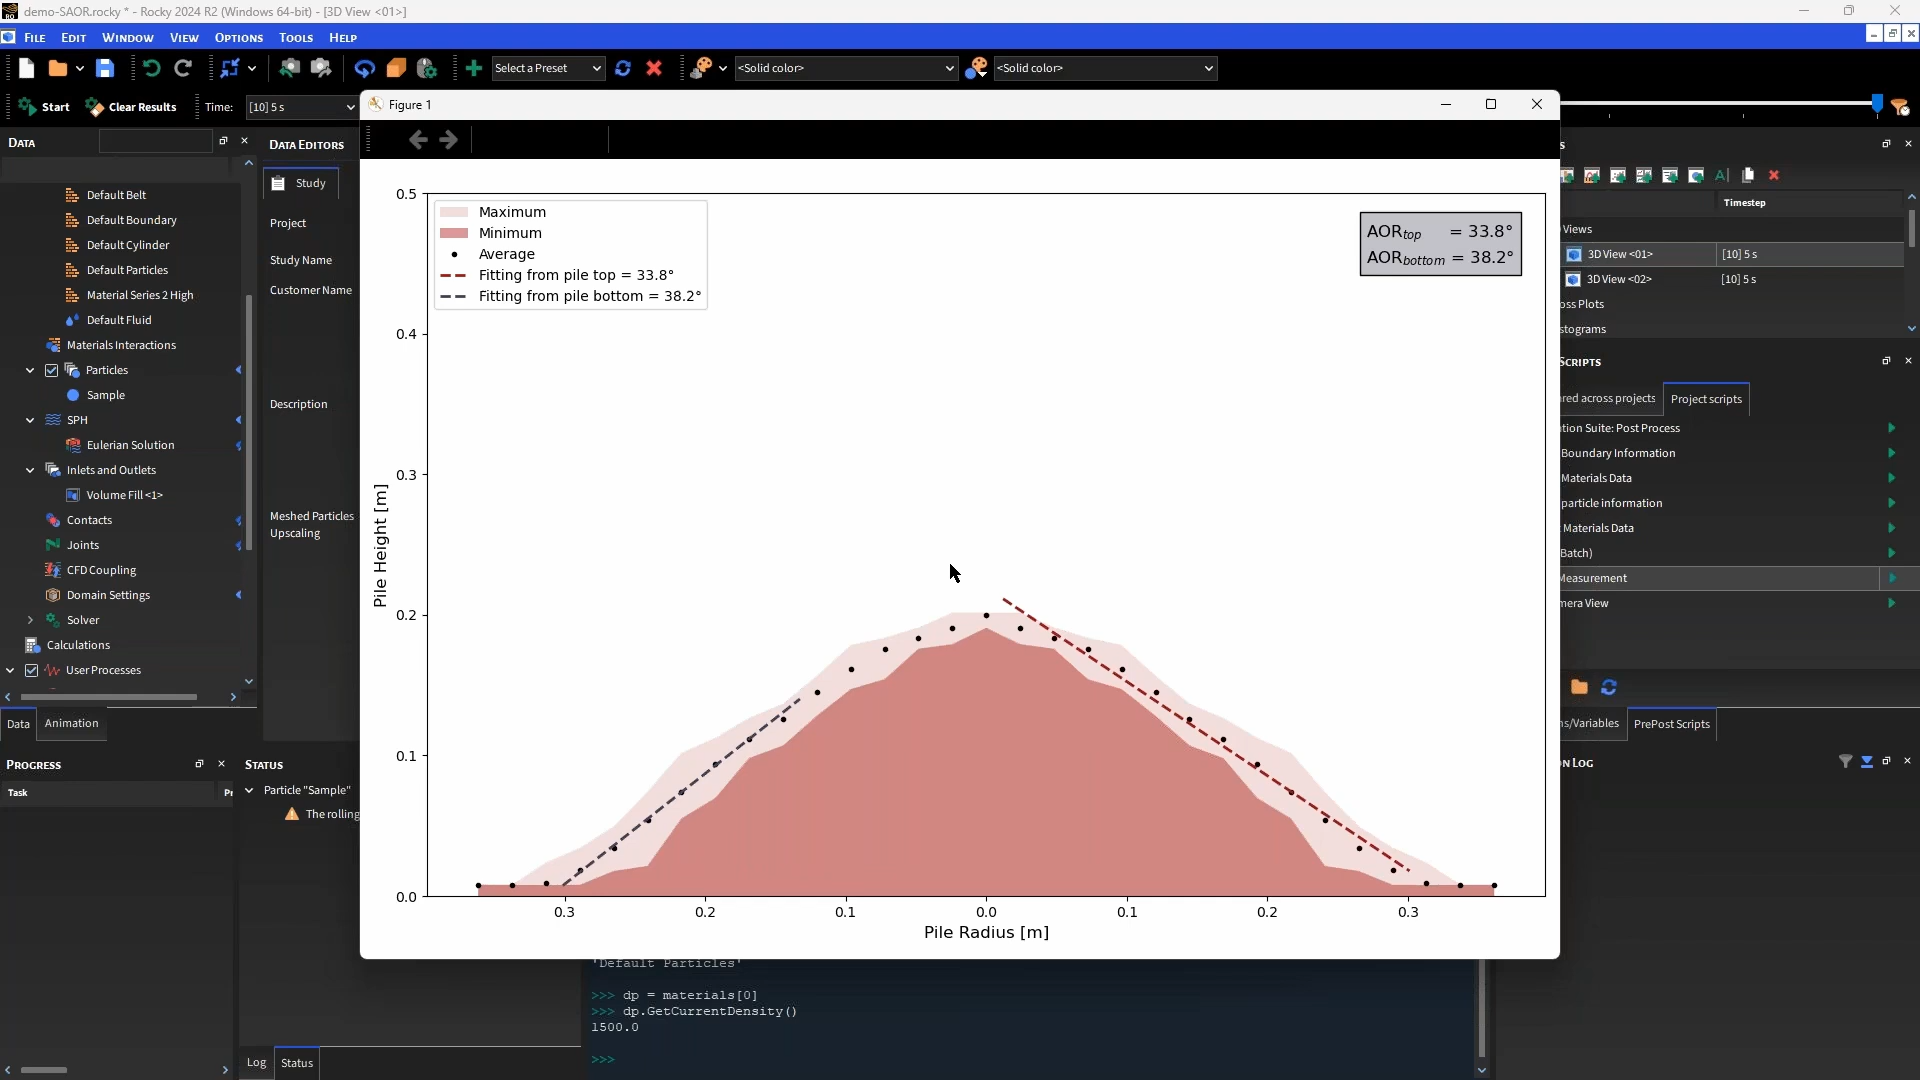 demo-SAOR.rocky * - Rocky 2024 R2 (Windows 64-bit) - [3D View <01>]
FILE EDIT WINDOW VIEW OPTIONS TOOLS HELP
Select a Preset <Solid color> <Solid color>
Start Clear Results Time: [10] 5 s
DATA
Default Belt
Default Boundary
Default Cylinder
Default Particles
Material Series 2 High
Default Fluid
Materials Interactions
Particles
Sample
SPH
Eulerian Solution
Inlets and Outlets
Volume Fill <1>
Contacts
Joints
CFD Coupling
Domain Settings
Solver
Calculations
User Processes
Data Animation
DATA EDITORS
Study
Project
Study Name
Customer Name
Description
Meshed Particles
Upscaling
Figure 1
Maximum
Minimum
Average
Fitting from pile top = 33.8°
Fitting from pile bottom = 38.2°
AORtop = 33.8°
AORbottom = 38.2°
0.5
0.4
0.3
0.2
0.1
0.0
Pile Height [m]
0.3 0.2 0.1 0.0 0.1 0.2 0.3
Pile Radius [m]
s
Timestep
Views
3D View <01> [10] 5 s
3D View <02> [10] 5 s
oss Plots
stograms
SCRIPTS
red across projects Project scripts
tion Suite: Post Process
Boundary Information
Materials Data
particle information
Materials Data
Batch)
Measurement
mera View
ns/Variables PrePost Scripts
PROGRESS
Task Pr
STATUS
Particle "Sample"
The rolling
Log Status
'Default Particles'
>>> dp = materials[0]
>>> dp.GetCurrentDensity()
1500.0
>>>
N LOG